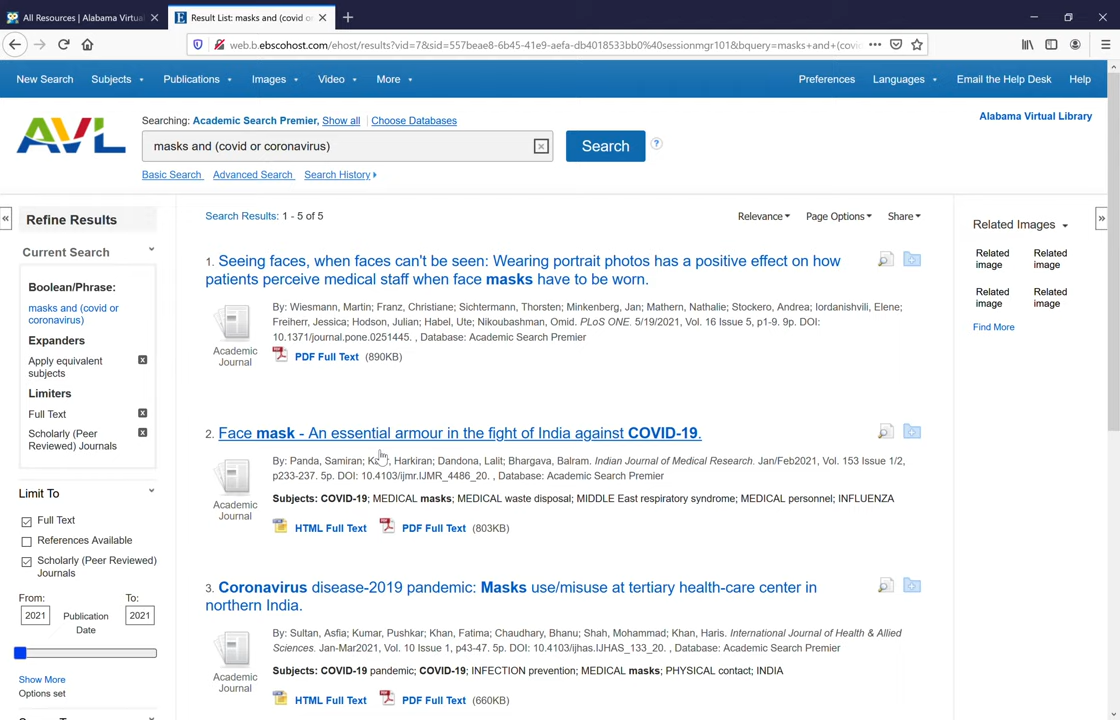 All Resources | Alabama Virtual
Result List: masks and (covid or
web.b.ebscohost.com/ehost/results?vid=7&sid=557beae8-6b45-41e9-aefa-db4018533bb0%40sessionmgr101&bquery=masks+and+(covi
New Search Subjects Publications Images Video More Preferences Languages Email the Help Desk Help
Alabama Virtual Library
AVL
Searching: Academic Search Premier, Show all | Choose Databases
masks and (covid or coronavirus)
Search
?
Basic Search Advanced Search Search History
Refine Results
Current Search
Boolean/Phrase:
masks and (covid or
coronavirus)
Expanders
Apply equivalent
subjects
Limiters
Full Text
Scholarly (Peer
Reviewed) Journals
Limit To
Full Text
References Available
Scholarly (Peer Reviewed)
Journals
From:
To:
2021
Publication
Date
2021
Show More
Options set
Search Results: 1 - 5 of 5
Relevance Page Options Share
1. Seeing faces, when faces can't be seen: Wearing portrait photos has a positive effect on how
patients perceive medical staff when face masks have to be worn.
Academic
Journal
By: Wiesmann, Martin; Franz, Christiane; Sichtermann, Thorsten; Minkenberg, Jan; Mathern, Nathalie; Stockero, Andrea; Iordanishvili, Elene;
Freiherr, Jessica; Hodson, Julian; Habel, Ute; Nikoubashman, Omid. PLoS ONE. 5/19/2021, Vol. 16 Issue 5, p1-9. 9p. DOI:
10.1371/journal.pone.0251445. , Database: Academic Search Premier
PDF Full Text (890KB)
2. Face mask - An essential armour in the fight of India against COVID-19.
Academic
Journal
By: Panda, Samiran; Harkiran; Dandona, Lalit; Bhargava, Balram. Indian Journal of Medical Research. Jan/Feb2021, Vol. 153 Issue 1/2,
p233-237. 5p. DOI: 10.4103/ijmr.IJMR_4486_20. , Database: Academic Search Premier
Subjects: COVID-19; MEDICAL masks; MEDICAL waste disposal; MIDDLE East respiratory syndrome; MEDICAL personnel; INFLUENZA
HTML Full Text PDF Full Text (803KB)
3. Coronavirus disease-2019 pandemic: Masks use/misuse at tertiary health-care center in
northern India.
Academic
Journal
By: Sultan, Asfia; Kumar, Pushkar; Khan, Fatima; Chaudhary, Bhanu; Shah, Mohammad; Khan, Haris. International Journal of Health & Allied
Sciences. Jan-Mar2021, Vol. 10 Issue 1, p43-47. 5p. DOI: 10.4103/ijhas.IJHAS_133_20. , Database: Academic Search Premier
Subjects: COVID-19 pandemic; COVID-19; INFECTION prevention; MEDICAL masks; PHYSICAL contact; INDIA
HTML Full Text PDF Full Text (660KB)
Related Images
Related
image
Related
image
Related
image
Related
image
Find More